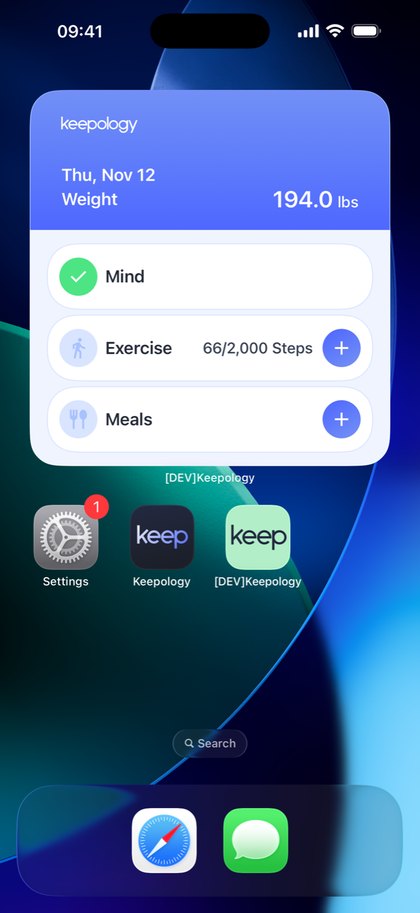 09:41
keepology
Thu, Nov 12
Weight
194.0 lbs
Mind
Exercise
66/2,000 Steps
Meals
[DEV]Keepology
1
keep
keep
Settings
Keepology
[DEV]Keepology
Search